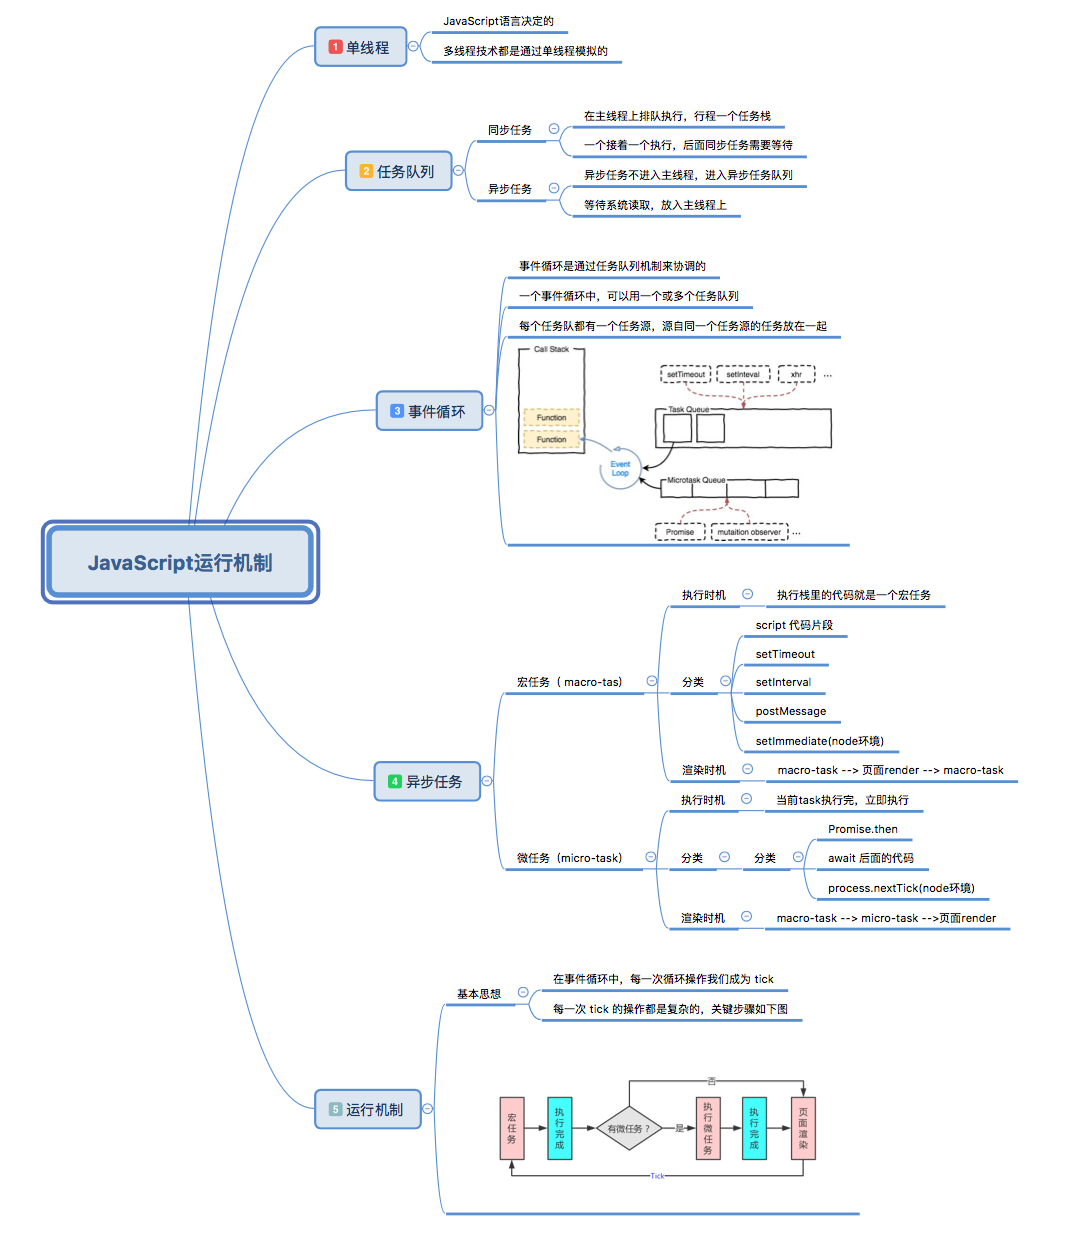 JavaScript运行机制
1 单线程
JavaScript语言决定的
多线程技术都是通过单线程模拟的
2 任务队列
同步任务
在主线程上排队执行，行程一个任务栈
一个接着一个执行，后面同步任务需要等待
异步任务
异步任务不进入主线程，进入异步任务队列
等待系统读取，放入主线程上
3 事件循环
事件循环是通过任务队列机制来协调的
一个事件循环中，可以用一个或多个任务队列
每个任务队都有一个任务源，源自同一个任务源的任务放在一起
Call Stack
Function
Function
Event
Loop
setTimeout
setInteval
xhr
...
Task Queue
Microtask Queue
Promise
mutaition observer
...
4 异步任务
宏任务（ macro-tas）
执行时机
执行栈里的代码就是一个宏任务
分类
script 代码片段
setTimeout
setInterval
postMessage
setImmediate(node环境)
渲染时机
macro-task --> 页面render --> macro-task
微任务（micro-task）
执行时机
当前task执行完，立即执行
分类
分类
Promise.then
await 后面的代码
process.nextTick(node环境)
渲染时机
macro-task --> micro-task -->页面render
5 运行机制
基本思想
在事件循环中，每一次循环操作我们成为 tick
每一次 tick 的操作都是复杂的，关键步骤如下图
宏任务
执行完成
有微任务？
否
是
执行微任务
执行完成
页面渲染
Tick